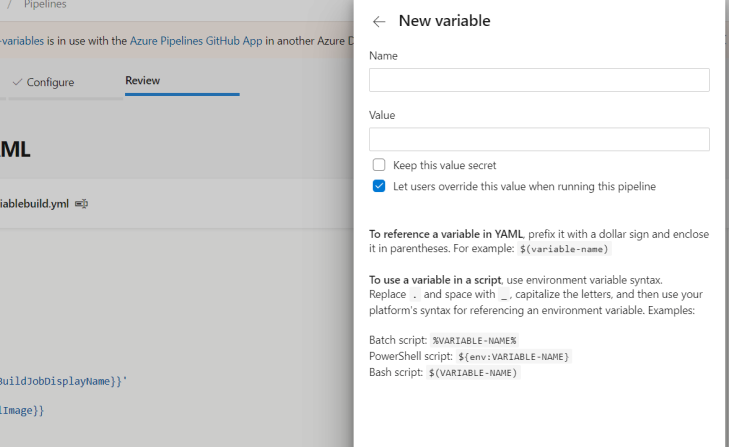 / Pipelines
-variables is in use with the Azure Pipelines GitHub App in another Azure D
Configure
Review
AML
iablebuild.yml
BuildJobDisplayName}}'
lImage}}
← New variable
Name
Value
Keep this value secret
Let users override this value when running this pipeline
To reference a variable in YAML, prefix it with a dollar sign and enclose
it in parentheses. For example: $(variable-name)
To use a variable in a script, use environment variable syntax.
Replace . and space with _, capitalize the letters, and then use your
platform's syntax for referencing an environment variable. Examples:
Batch script: %VARIABLE-NAME%
PowerShell script: ${env:VARIABLE-NAME}
Bash script: $(VARIABLE-NAME)